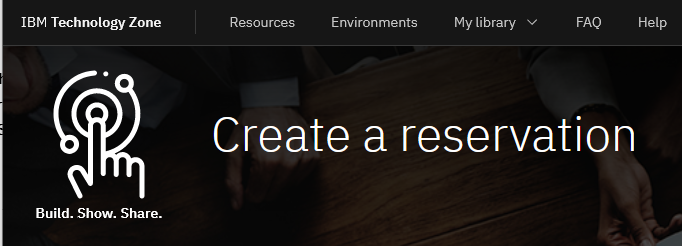 IBM Technology Zone Resources Environments My library FAQ Help
Create a reservation
Build. Show. Share.